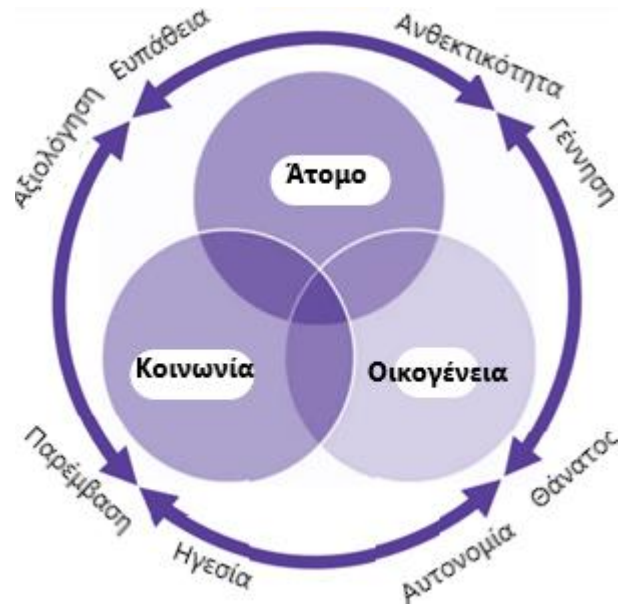 Ευπάθεια
Ανθεκτικότητα
Αξιολόγηση
Γέννηση
Άτομο
Κοινωνία
Οικογένεια
Παρέμβαση
Θάνατος
Ηγεσία
Αυτονομία